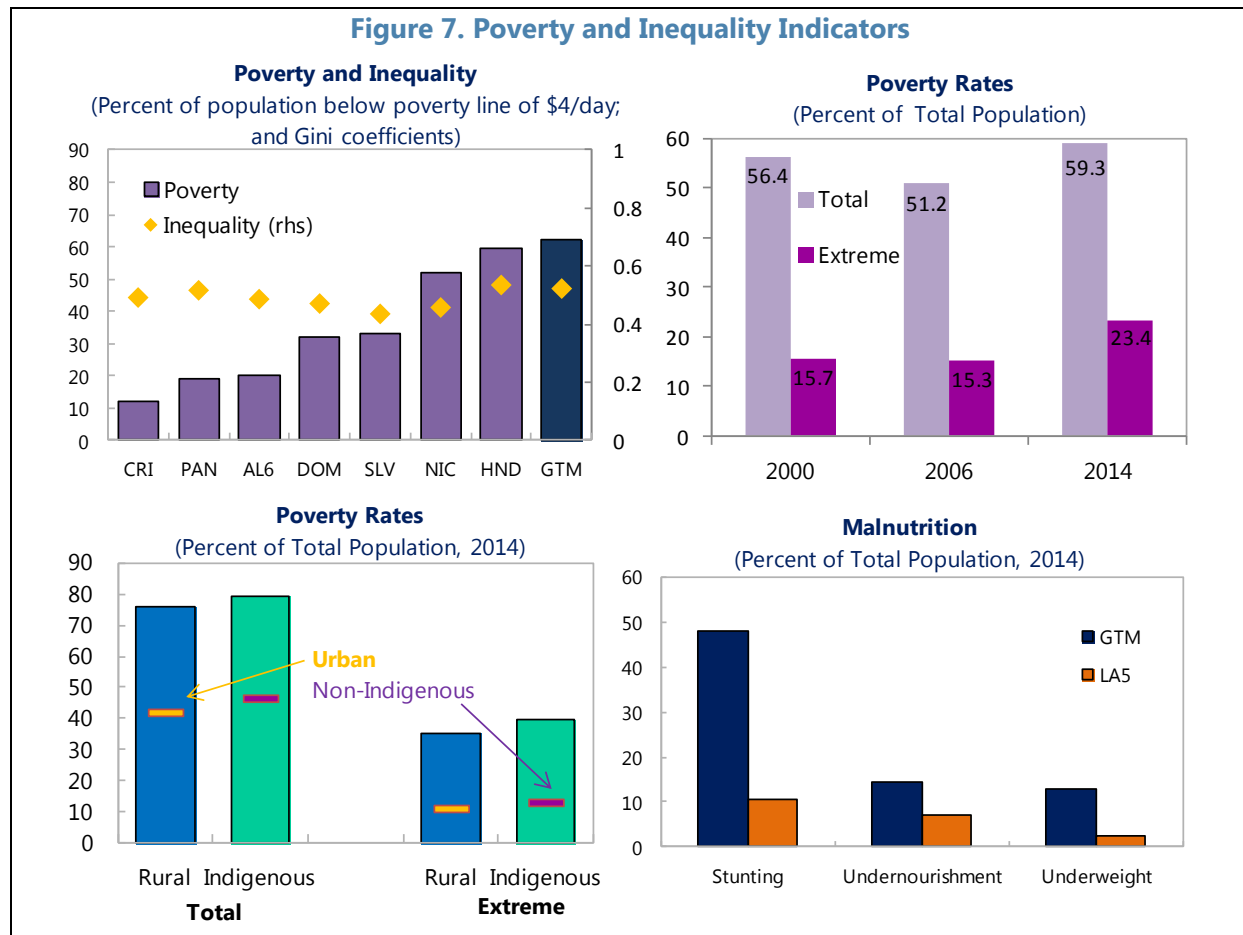 Figure 7. Poverty and Inequality Indicators
Poverty and Inequality
(Percent of population below poverty line of $4/day;
and Gini coefficients)
90
80
70
60
50
40
30
20
10
0
1
0.8
0.6
0.4
0.2
0
Poverty
Inequality (rhs)
CRI PAN AL6 DOM SLV NIC HND GTM
Poverty Rates
(Percent of Total Population)
60
50
40
30
20
10
0
56.4
51.2
59.3
Total
Extreme
15.7
15.3
23.4
2000 2006 2014
Poverty Rates
(Percent of Total Population, 2014)
90
80
70
60
50
40
30
20
10
0
Urban
Non-Indigenous
Rural Indigenous Rural Indigenous
Total Extreme
Malnutrition
(Percent of Total Population, 2014)
60
50
40
30
20
10
0
GTM
LA5
Stunting Undernourishment Underweight